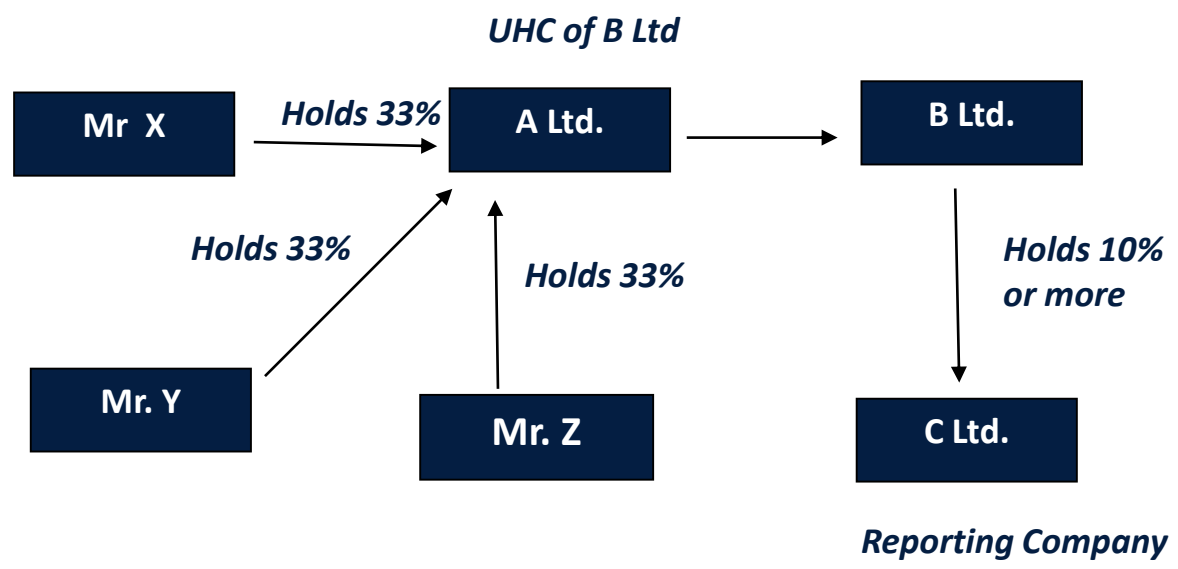 UHC of B Ltd
Mr X
Holds 33%
A Ltd.
B Ltd.
Holds 33%
Holds 33%
Holds 10%
or more
Mr. Y
Mr. Z
C Ltd.
Reporting Company